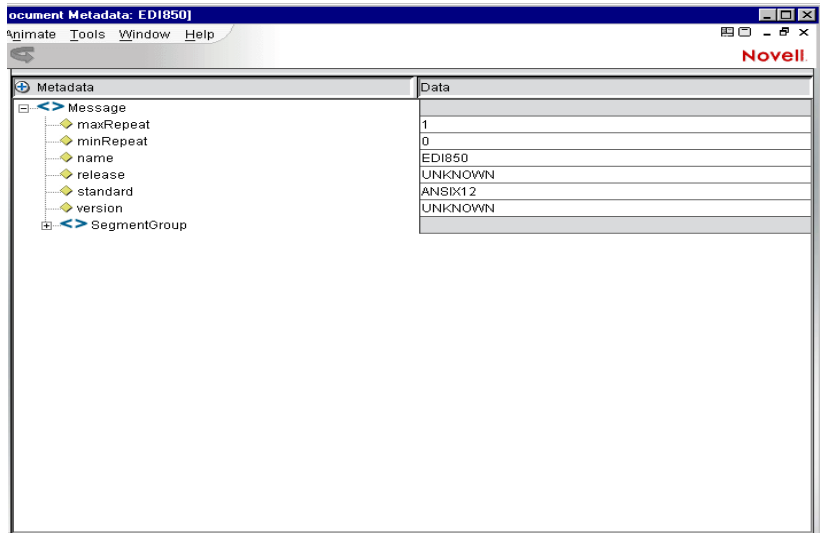 ocument Metadata: EDI850]
Animate Tools Window Help
Novell.
Metadata Data
Message
maxRepeat 1
minRepeat 0
name EDI850
release UNKNOWN
standard ANSIX12
version UNKNOWN
SegmentGroup